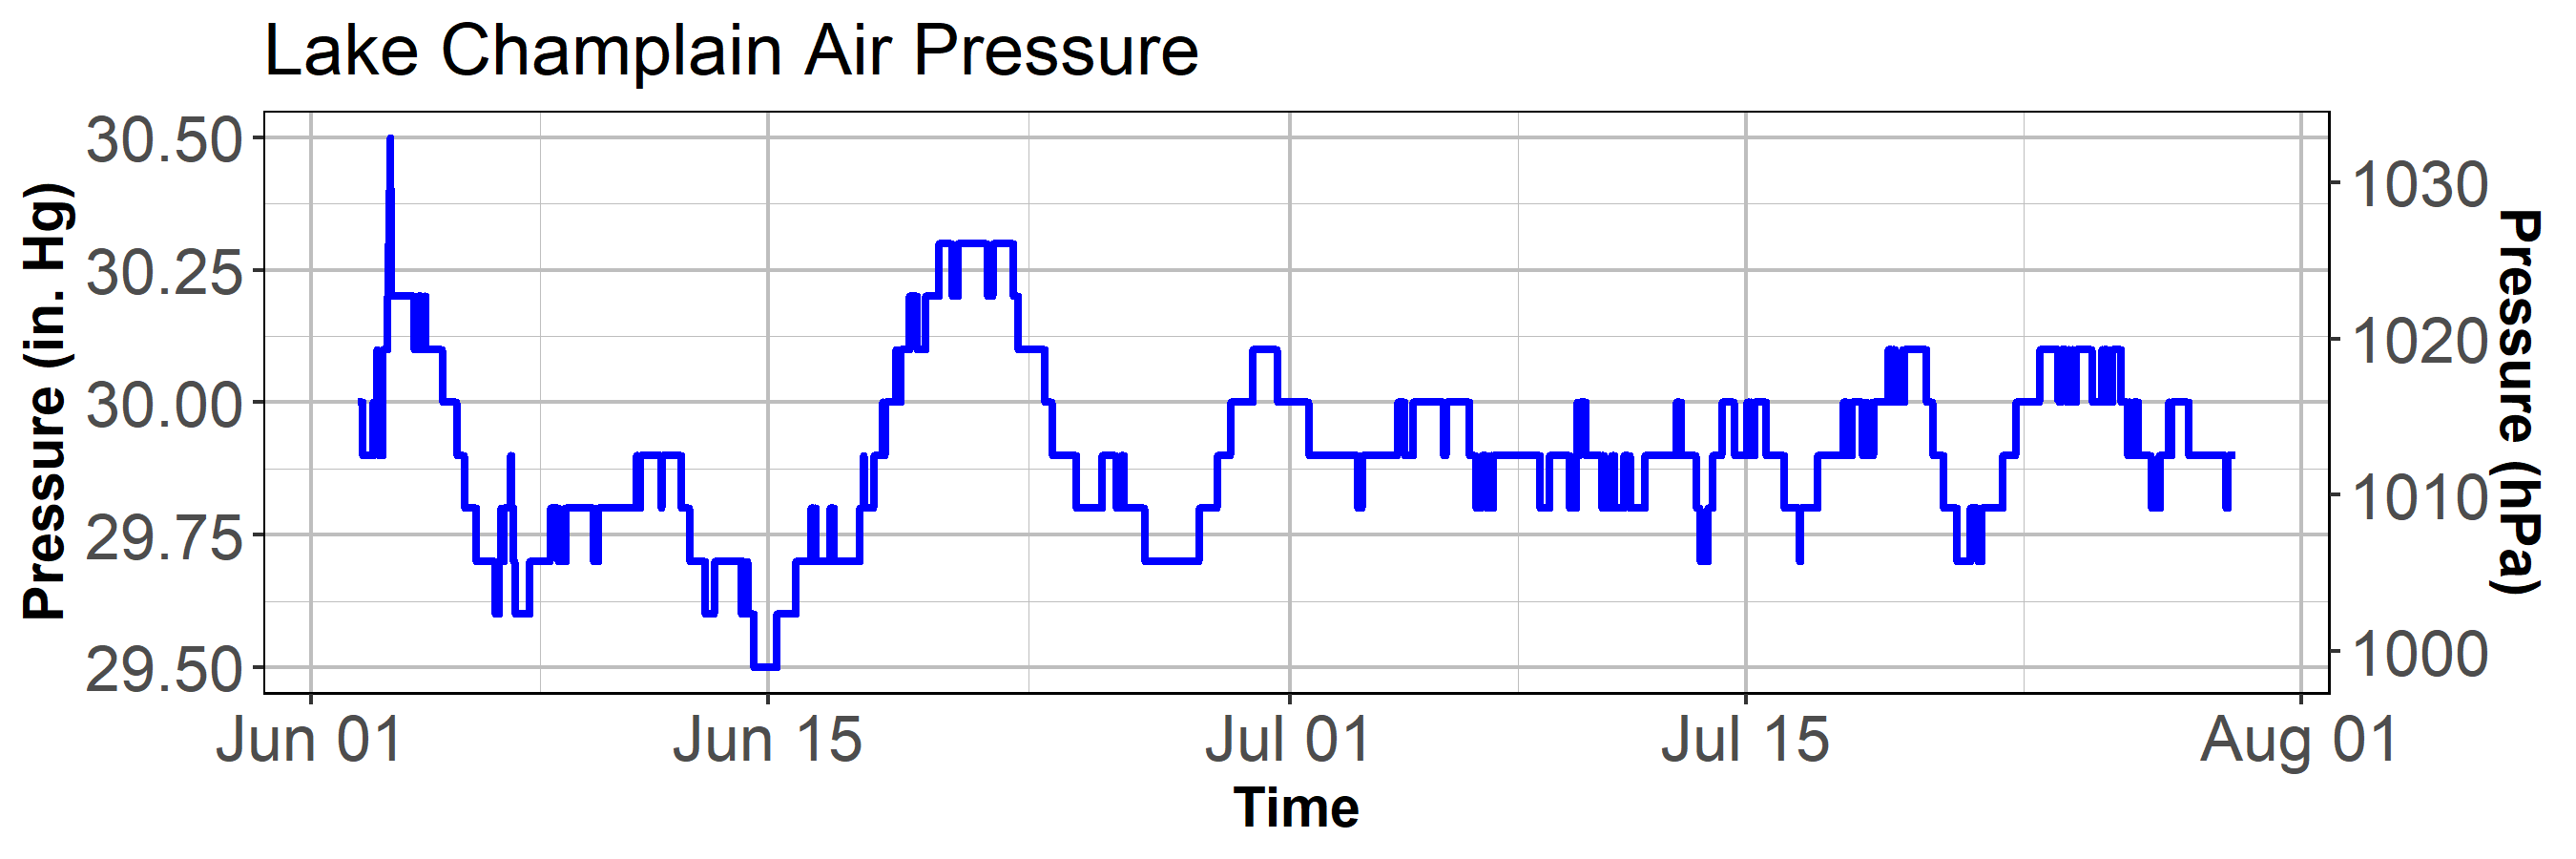 Lake Champlain Air Pressure
Pressure (in. Hg)
30.50
30.25
30.00
29.75
29.50
1030
1020
1010
1000
Pressure (hPa)
Jun 01 Jun 15 Jul 01 Jul 15 Aug 01
Time